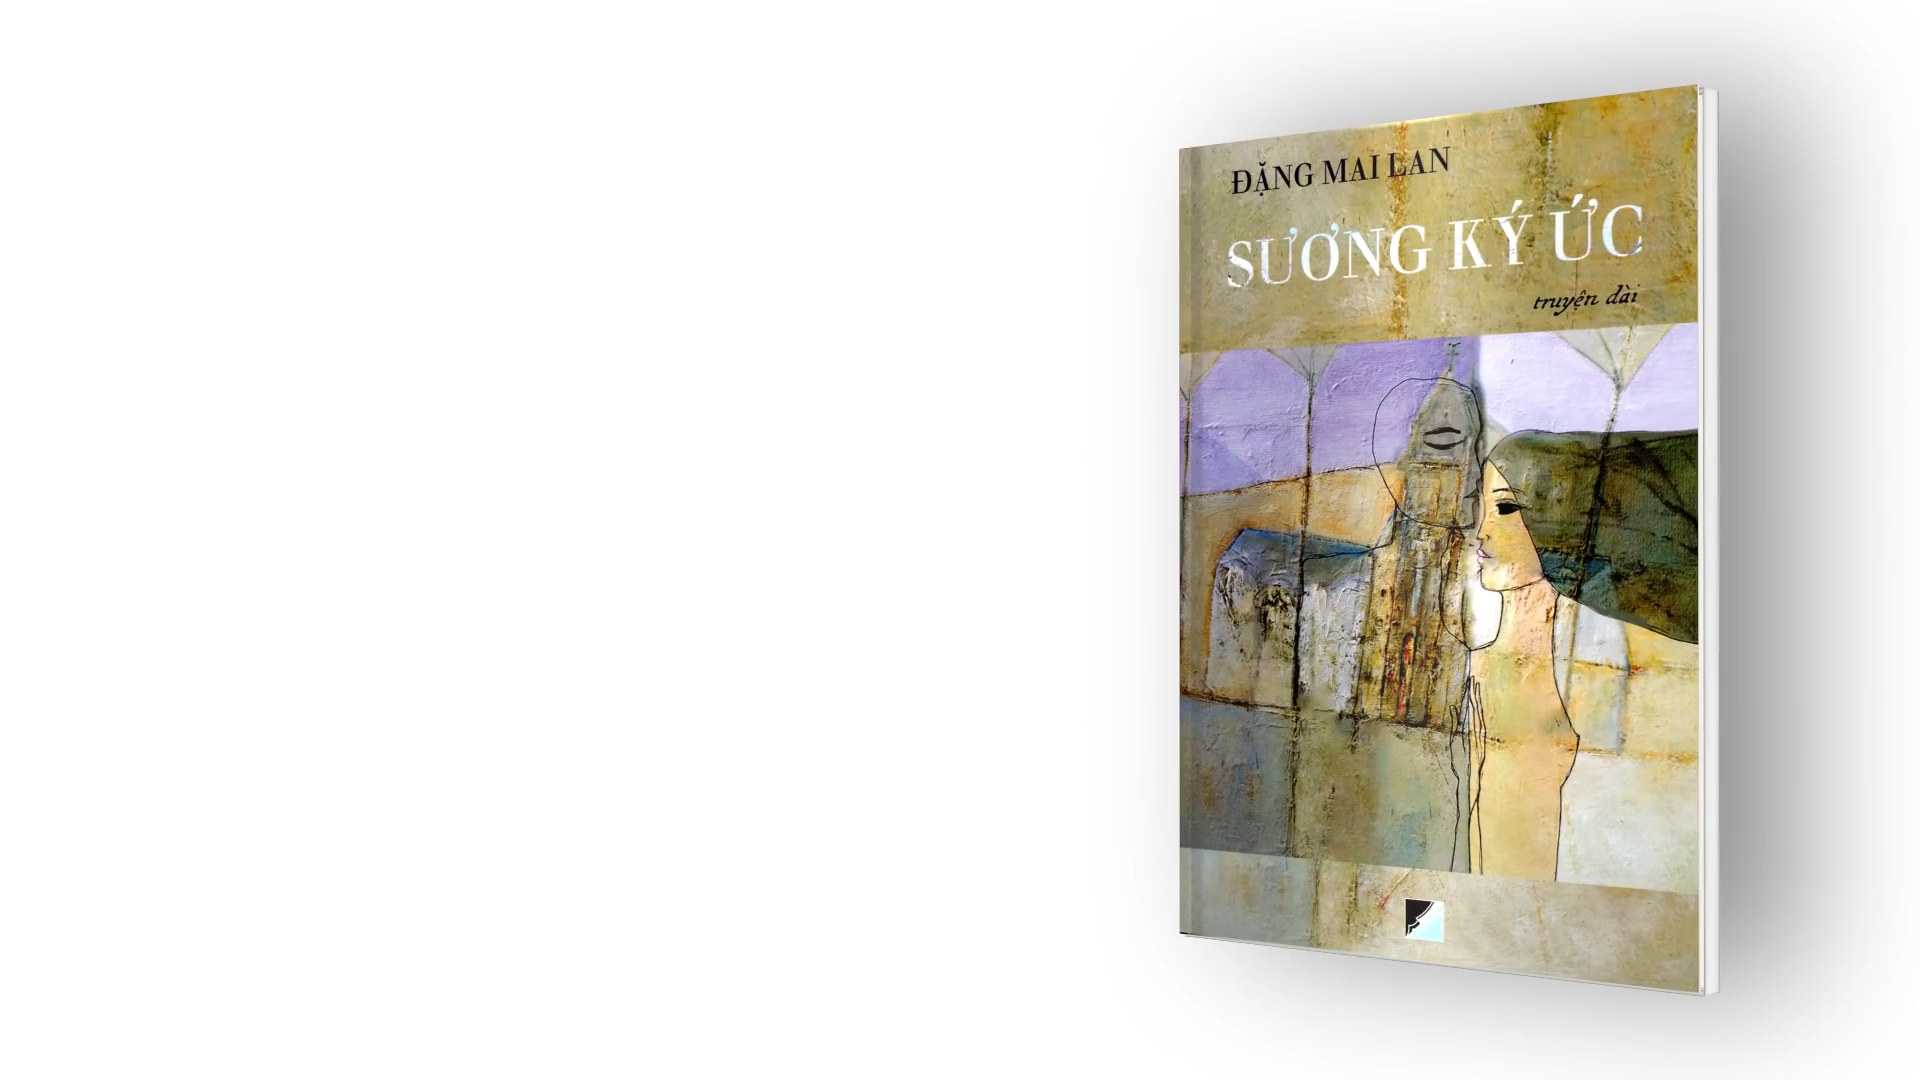 ĐẶNG MAI LAN
SƯƠNG KÝ ỨC
truyện dài